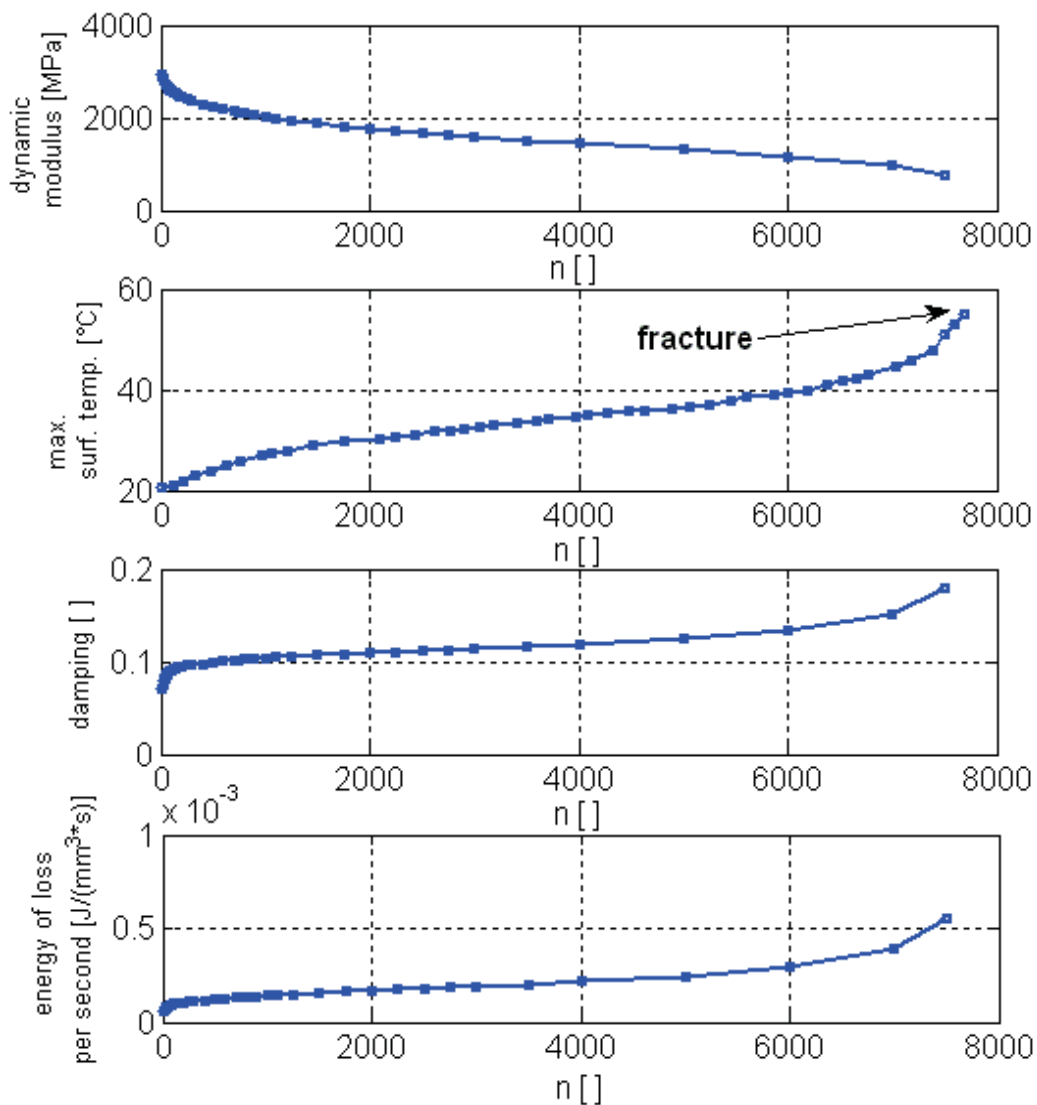 4000
2000
0
dynamic
modulus [MPa]
0 2000 4000 6000 8000
n [ ]
60
40
20
max.
surf. temp. [°C]
fracture
0 2000 4000 6000 8000
n [ ]
0.2
0.1
0
damping [ ]
0 2000 4000 6000 8000
n [ ]
x 10-3
1
0.5
0
energy of loss
per second [J/(mm³*s)]
0 2000 4000 6000 8000
n [ ]